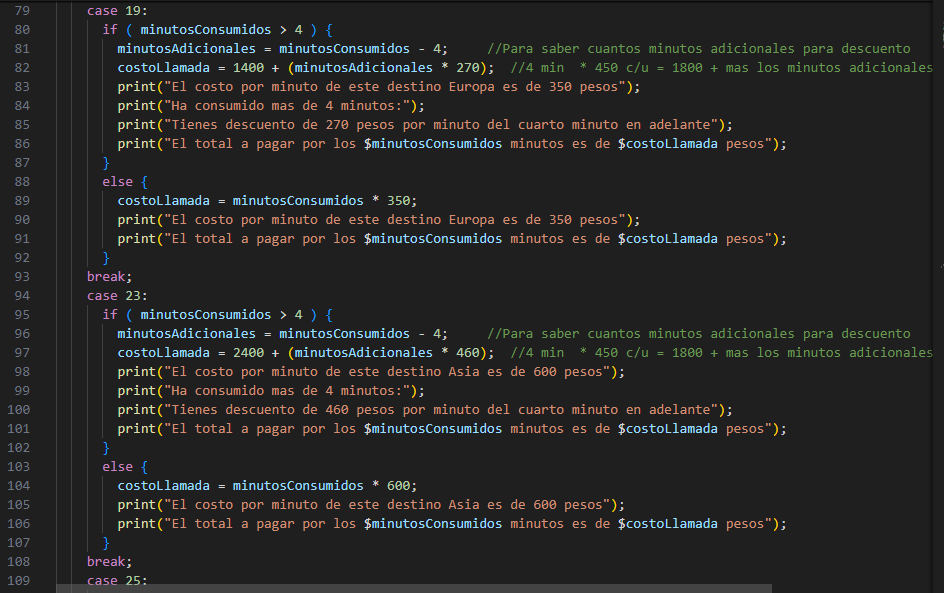 79 case 19:
80 if ( minutosConsumidos > 4 ) {
81 minutosAdicionales = minutosConsumidos - 4; //Para saber cuantos minutos adicionales para descuento
82 costoLlamada = 1400 + (minutosAdicionales * 270); //4 min * 450 c/u = 1800 + mas los minutos adicionales
83 print("El costo por minuto de este destino Europa es de 350 pesos");
84 print("Ha consumido mas de 4 minutos:");
85 print("Tienes descuento de 270 pesos por minuto del cuarto minuto en adelante");
86 print("El total a pagar por los $minutosConsumidos minutos es de $costoLlamada pesos");
87 }
88 else {
89 costoLlamada = minutosConsumidos * 350;
90 print("El costo por minuto de este destino Europa es de 350 pesos");
91 print("El total a pagar por los $minutosConsumidos minutos es de $costoLlamada pesos");
92 }
93 break;
94 case 23:
95 if ( minutosConsumidos > 4 ) {
96 minutosAdicionales = minutosConsumidos - 4; //Para saber cuantos minutos adicionales para descuento
97 costoLlamada = 2400 + (minutosAdicionales * 460); //4 min * 450 c/u = 1800 + mas los minutos adicionales
98 print("El costo por minuto de este destino Asia es de 600 pesos");
99 print("Ha consumido mas de 4 minutos:");
100 print("Tienes descuento de 460 pesos por minuto del cuarto minuto en adelante");
101 print("El total a pagar por los $minutosConsumidos minutos es de $costoLlamada pesos");
102 }
103 else {
104 costoLlamada = minutosConsumidos * 600;
105 print("El costo por minuto de este destino Asia es de 600 pesos");
106 print("El total a pagar por los $minutosConsumidos minutos es de $costoLlamada pesos");
107 }
108 break;
109 case 25: